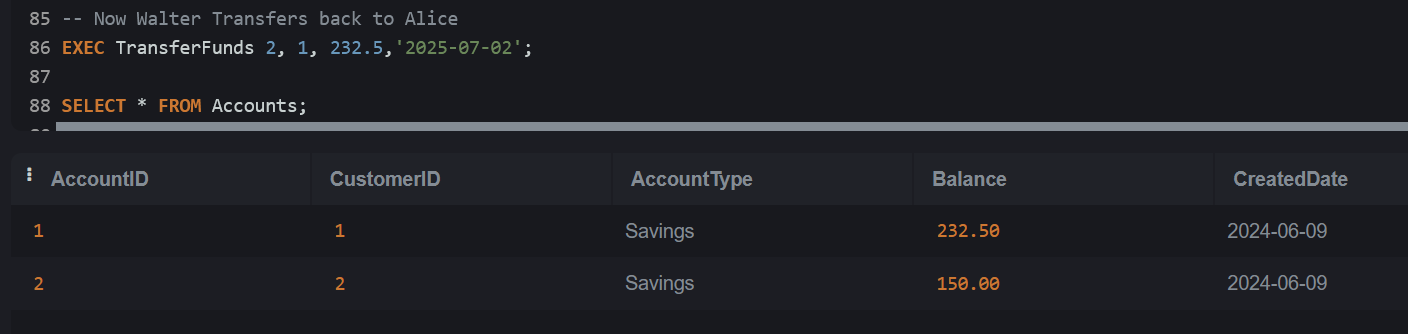 85 -- Now Walter Transfers back to Alice
86 EXEC TransferFunds 2, 1, 232.5,'2025-07-02';
87
88 SELECT * FROM Accounts;
AccountID CustomerID AccountType Balance CreatedDate
1 1 Savings 232.50 2024-06-09
2 2 Savings 150.00 2024-06-09